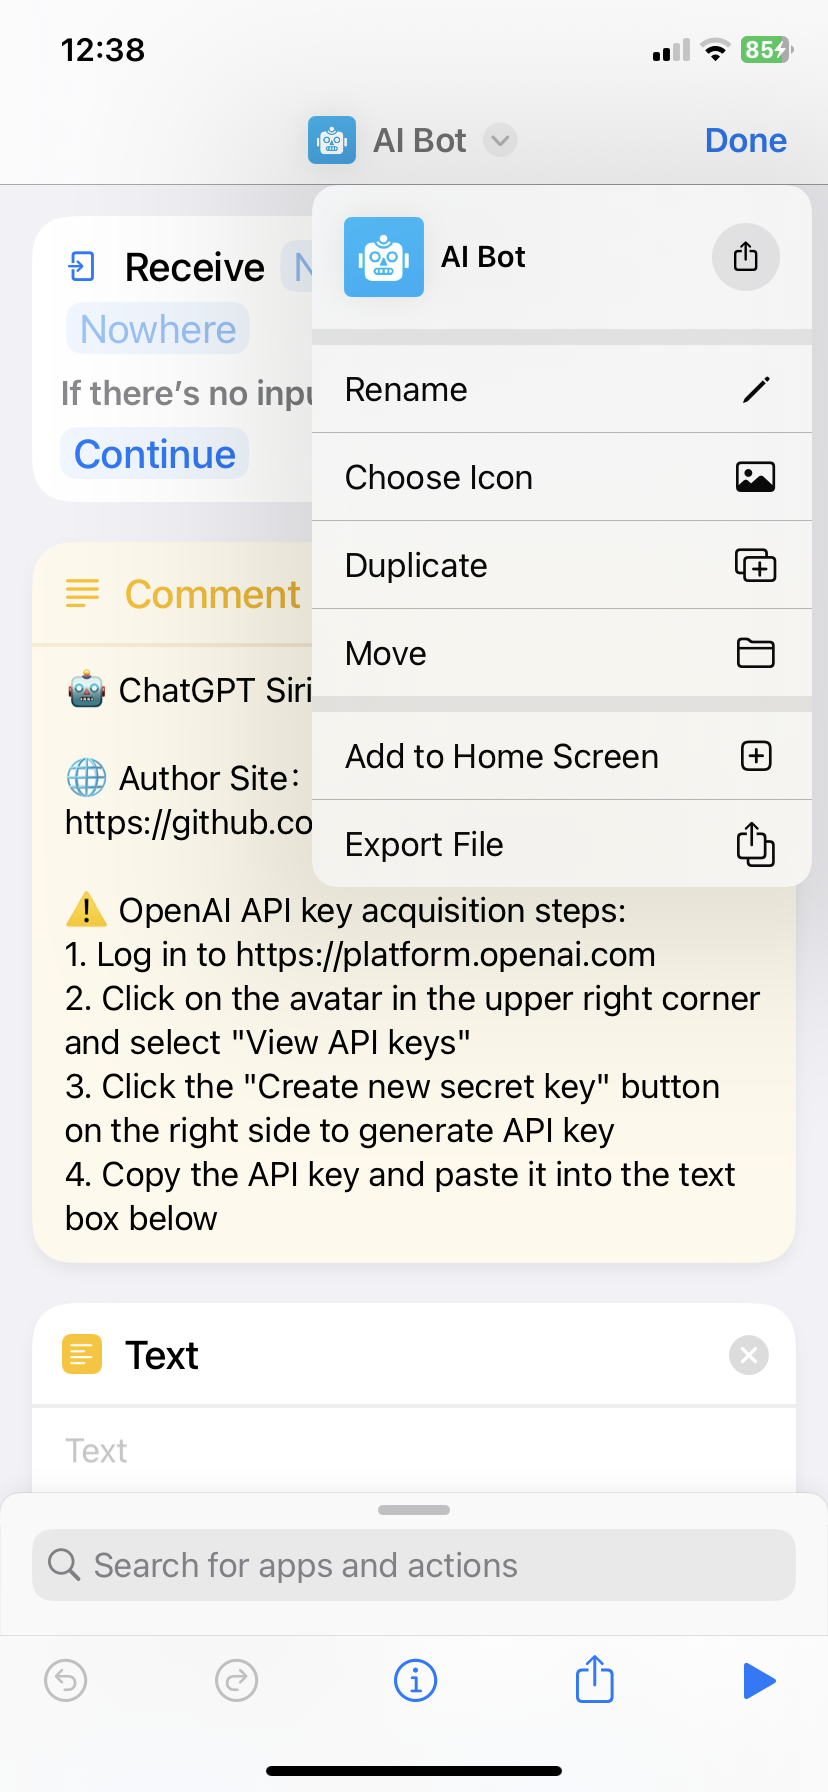 12:38
85
AI Bot
Done
AI Bot
Receive
Nowhere
If there's no
Continue
Rename
Choose Icon
Duplicate
Move
Add to Home Screen
Export File
Comment
🤖 ChatGPT Siri
🌐 Author Site：
https://github.co
⚠️ OpenAI API key acquisition steps:
1. Log in to https://platform.openai.com
2. Click on the avatar in the upper right corner
and select "View API keys"
3. Click the "Create new secret key" button
on the right side to generate API key
4. Copy the API key and paste it into the text
box below
Text
Text
Search for apps and actions